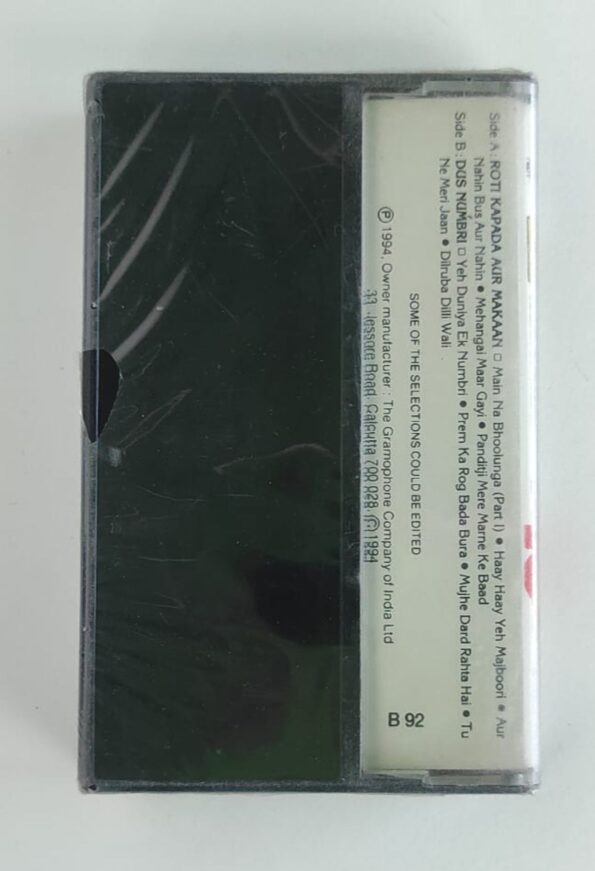 Side A : ROTI KAPADA AUR MAKAAN □ Main Na Bhoolunga (Part I) ● Haay Haay Yeh Majboori ● Aur
Nahin Bus Aur Nahin ● Mehangai Maar Gayi ● Panditji Mere Marne Ke Baad
Side B : DUS NUMBRI □ Yeh Duniya Ek Numbri ● Prem Ka Rog Bada Bura ● Mujhe Dard Rahta Hai ● Tu
Ne Meri Jaan ● Dilruba Dilli Wali
SOME OF THE SELECTIONS COULD BE EDITED
Ⓟ 1994, Owner manufacturer : The Gramophone Company of India Ltd
33, Jessore Road, Calcutta 700 028 Ⓒ 1994
B 92